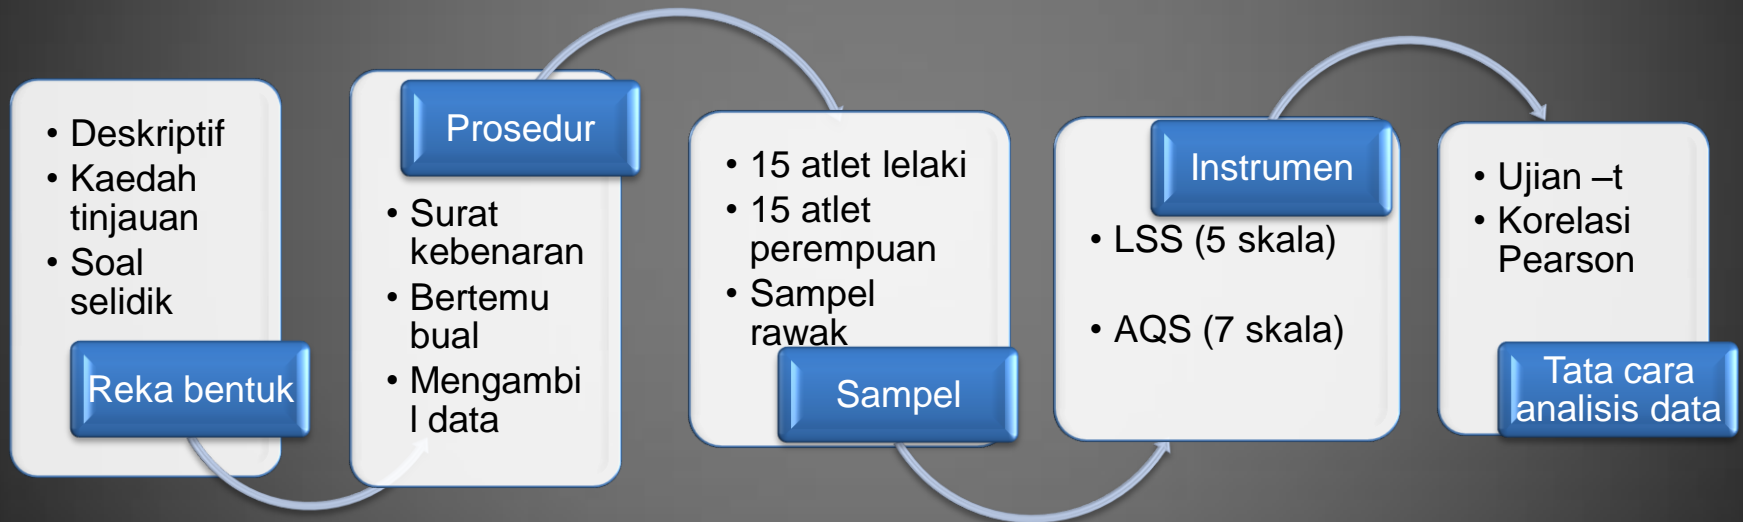 • Deskriptif
• Kaedah
tinjauan
• Soal
selidik
Reka bentuk
Prosedur
• Surat
kebenaran
• Bertemu
bual
• Mengambi
l data
• 15 atlet lelaki
• 15 atlet
perempuan
• Sampel
rawak
Sampel
Instrumen
• LSS (5 skala)
• AQS (7 skala)
• Ujian –t
• Korelasi
Pearson
Tata cara
analisis data